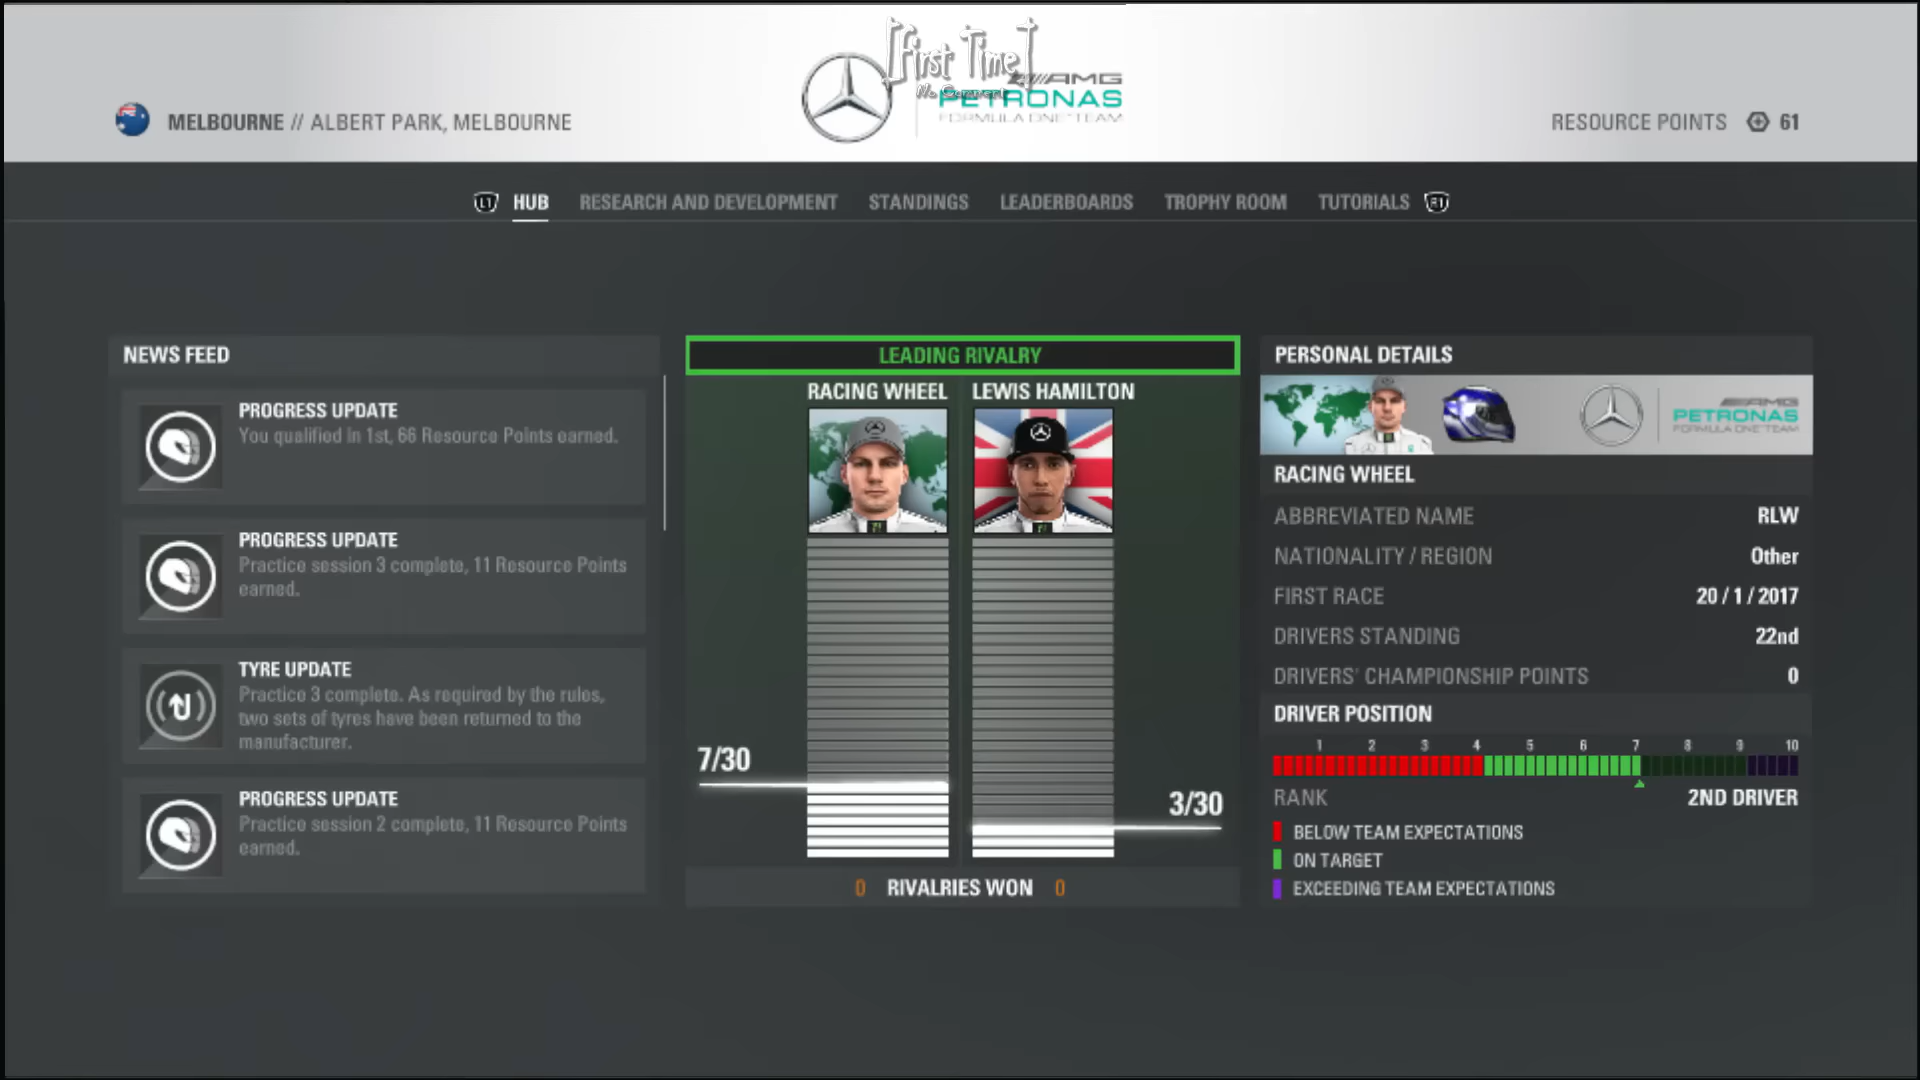 [First Time]
No Comment
AMG
PETRONAS
FORMULA ONE TEAM
MELBOURNE // ALBERT PARK, MELBOURNE
RESOURCE POINTS 61
L1 HUB RESEARCH AND DEVELOPMENT STANDINGS LEADERBOARDS TROPHY ROOM TUTORIALS R1
NEWS FEED
PROGRESS UPDATE
You qualified in 1st, 66 Resource Points earned.
PROGRESS UPDATE
Practice session 3 complete, 11 Resource Points
earned.
TYRE UPDATE
Practice 3 complete. As required by the rules,
two sets of tyres have been returned to the
manufacturer.
PROGRESS UPDATE
Practice session 2 complete, 11 Resource Points
earned.
LEADING RIVALRY
RACING WHEEL LEWIS HAMILTON
7/30
3/30
0 RIVALRIES WON 0
PERSONAL DETAILS
AMG
PETRONAS
FORMULA ONE TEAM
RACING WHEEL
ABBREVIATED NAME RLW
NATIONALITY / REGION Other
FIRST RACE 20 / 1 / 2017
DRIVERS STANDING 22nd
DRIVERS' CHAMPIONSHIP POINTS 0
DRIVER POSITION
1 2 3 4 5 6 7 8 9 10
RANK 2ND DRIVER
BELOW TEAM EXPECTATIONS
ON TARGET
EXCEEDING TEAM EXPECTATIONS